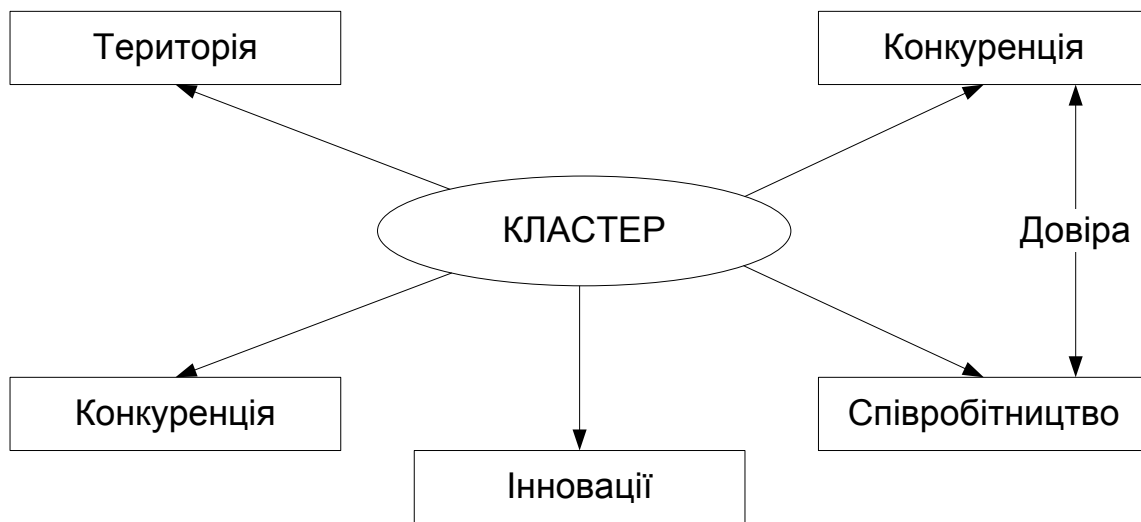 Територія
Конкуренція
КЛАСТЕР
Довіра
Конкуренція
Співробітництво
Інновації